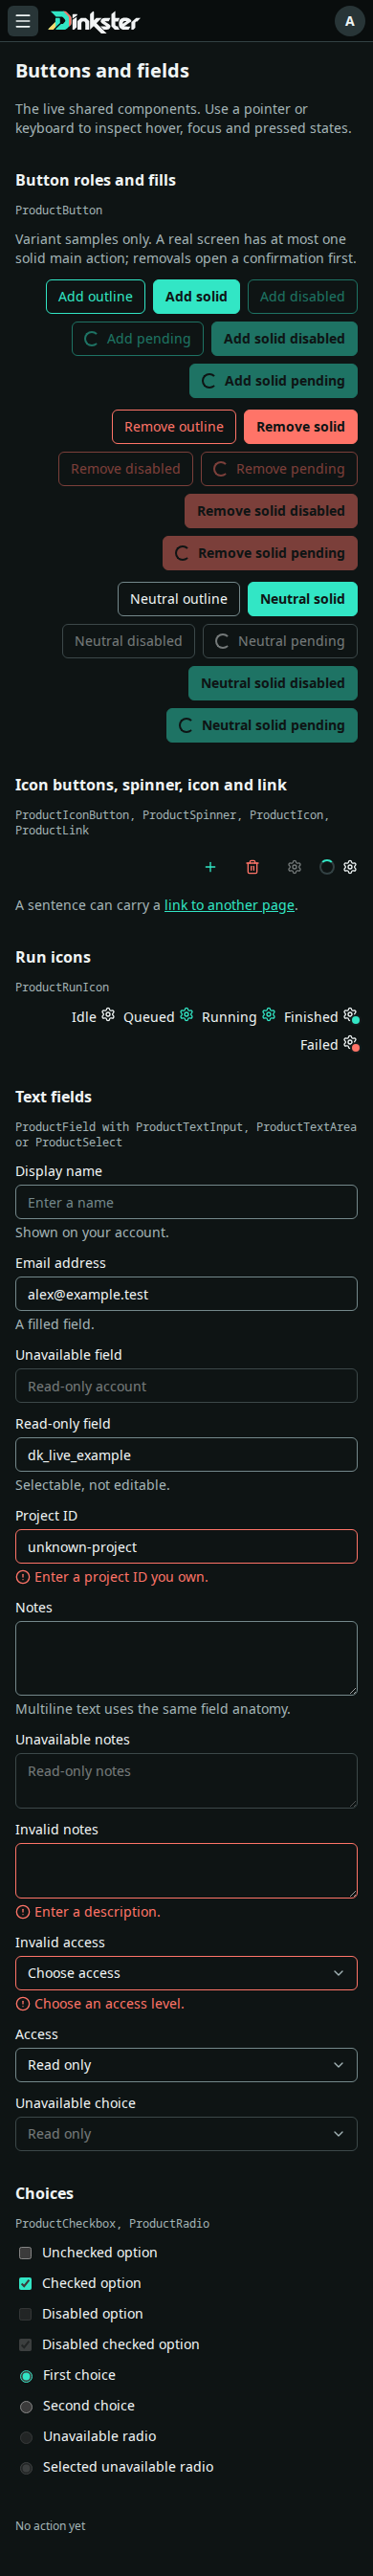 Dinkster
A
Buttons and fields
The live shared components. Use a pointer or
keyboard to inspect hover, focus and pressed states.
Button roles and fills
ProductButton
Variant samples only. A real screen has at most one
solid main action; removals open a confirmation first.
Add outline Add solid Add disabled
Add pending Add solid disabled
Add solid pending
Remove outline Remove solid
Remove disabled Remove pending
Remove solid disabled
Remove solid pending
Neutral outline Neutral solid
Neutral disabled Neutral pending
Neutral solid disabled
Neutral solid pending
Icon buttons, spinner, icon and link
ProductIconButton, ProductSpinner, ProductIcon,
ProductLink
A sentence can carry a link to another page.
Run icons
ProductRunIcon
Idle Queued Running Finished
Failed
Text fields
ProductField with ProductTextInput, ProductTextArea
or ProductSelect
Display name
Enter a name
Shown on your account.
Email address
alex@example.test
A filled field.
Unavailable field
Read-only account
Read-only field
dk_live_example
Selectable, not editable.
Project ID
unknown-project
Enter a project ID you own.
Notes
Multiline text uses the same field anatomy.
Unavailable notes
Read-only notes
Invalid notes
Enter a description.
Invalid access
Choose access
Choose an access level.
Access
Read only
Unavailable choice
Read only
Choices
ProductCheckbox, ProductRadio
Unchecked option
Checked option
Disabled option
Disabled checked option
First choice
Second choice
Unavailable radio
Selected unavailable radio
No action yet